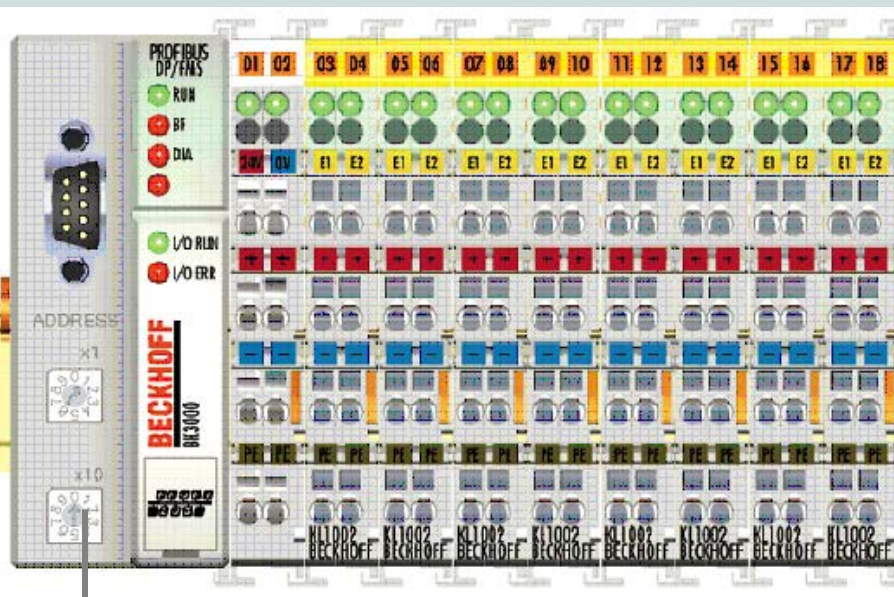 PROFIBUS
DP/FMS
RUN
BF
DIA
I/O RUN
I/O ERR
ADDRESS
x1
x10
BECKHOFF
BK3000
01 02 03 04 05 06 07 08 09 10 11 12 13 14 15 16 17 18
24V 0V E1 E2 E1 E2 E1 E2 E1 E2 E1 E2 E1 E2 E1 E2 E1 E2
+ + + + + + + + + + + + + + + + + +
- - - - - - - - - - - - - - - - - -
PE PE PE PE PE PE PE PE PE PE PE PE PE PE PE PE PE PE
KL1002 KL1002 KL1002 KL1002 KL1002 KL1002 KL1002 KL1002
BECKHOFF BECKHOFF BECKHOFF BECKHOFF BECKHOFF BECKHOFF BECKHOFF BECKHOFF